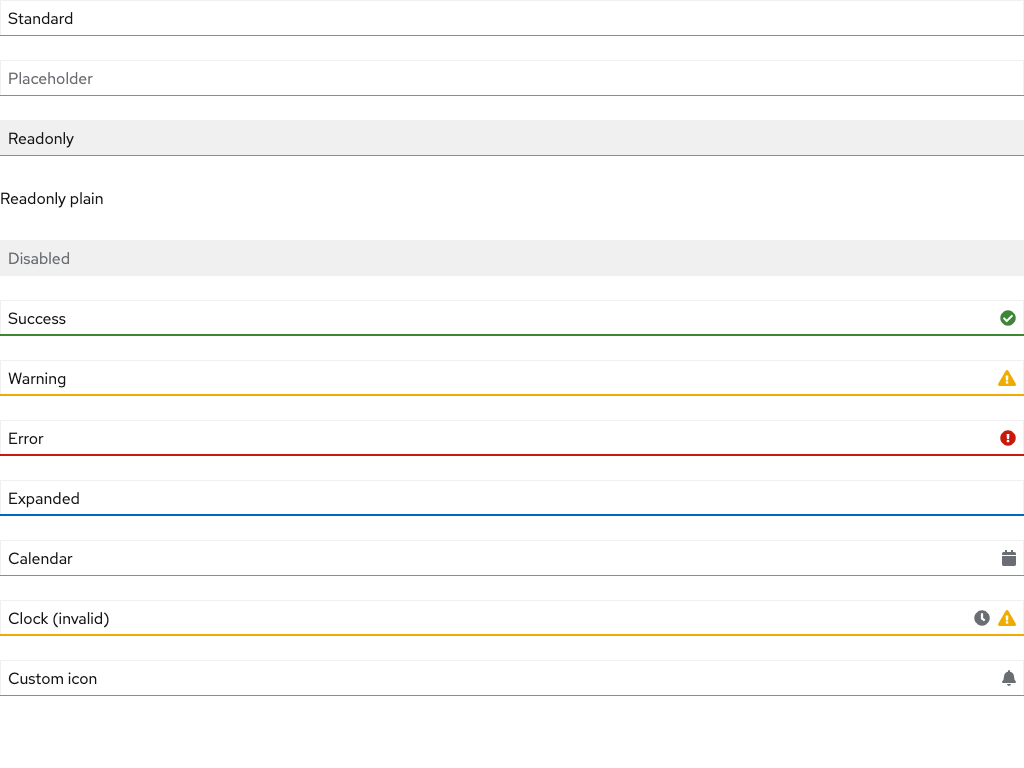 Standard
Placeholder
Readonly
Readonly plain
Disabled
Success
Warning
Error
Expanded
Calendar
Clock (invalid)
Custom icon